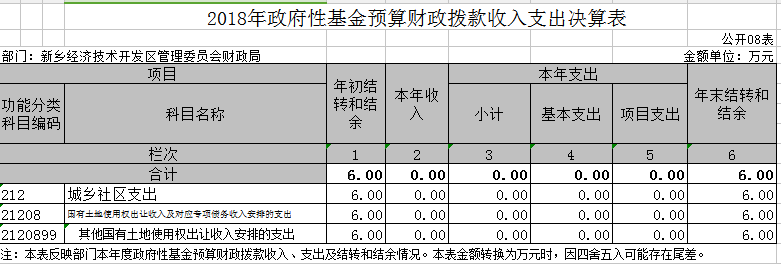 2018年政府性基金预算财政拨款收入支出决算表
公开08表
部门：新乡经济技术开发区管理委员会财政局 金额单位：万元
项目 年初结转和结余 本年收入 本年支出 年末结转和结余
功能分类科目编码 科目名称 小计 基本支出 项目支出
栏次 1 2 3 4 5 6
合计 6.00 0.00 0.00 0.00 0.00 6.00
212 城乡社区支出 6.00 0.00 0.00 0.00 0.00 6.00
21208 国有土地使用权出让收入及对应专项债务收入安排的支出 6.00 0.00 0.00 0.00 0.00 6.00
2120899 其他国有土地使用权出让收入安排的支出 6.00 0.00 0.00 0.00 0.00 6.00
注：本表反映部门本年度政府性基金预算财政拨款收入、支出及结转和结余情况。本表金额转换为万元时，因四舍五入可能存在尾差。